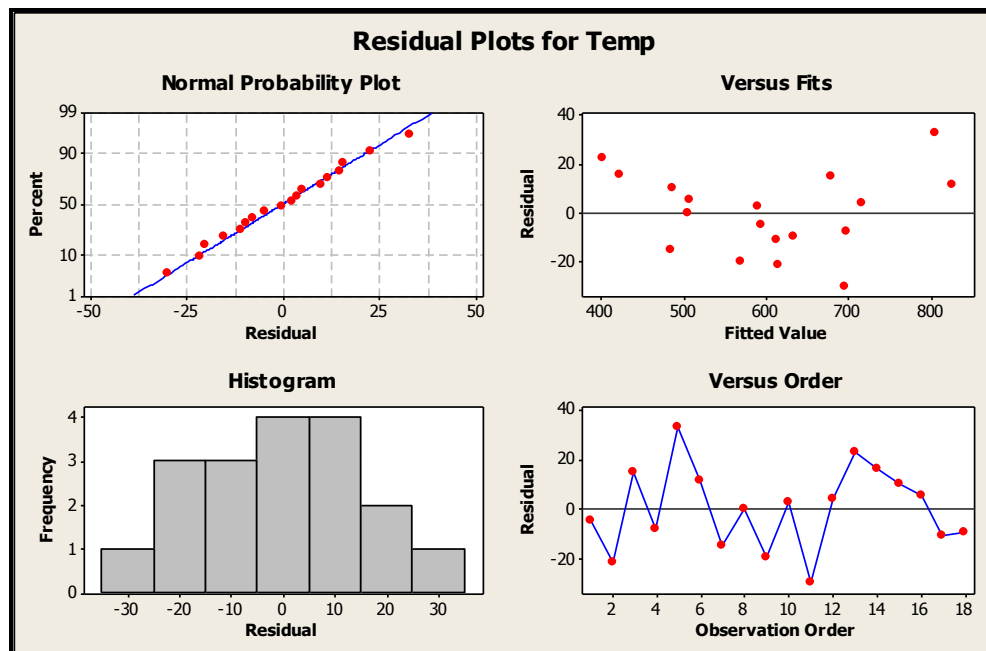 Residual Plots for Temp
Normal Probability Plot
99
90
50
10
1
Percent
-50 -25 0 25 50
Residual
Versus Fits
40
20
0
-20
Residual
400 500 600 700 800
Fitted Value
Histogram
4
3
2
1
0
Frequency
-30 -20 -10 0 10 20 30
Residual
Versus Order
40
20
0
-20
Residual
2 4 6 8 10 12 14 16 18
Observation Order